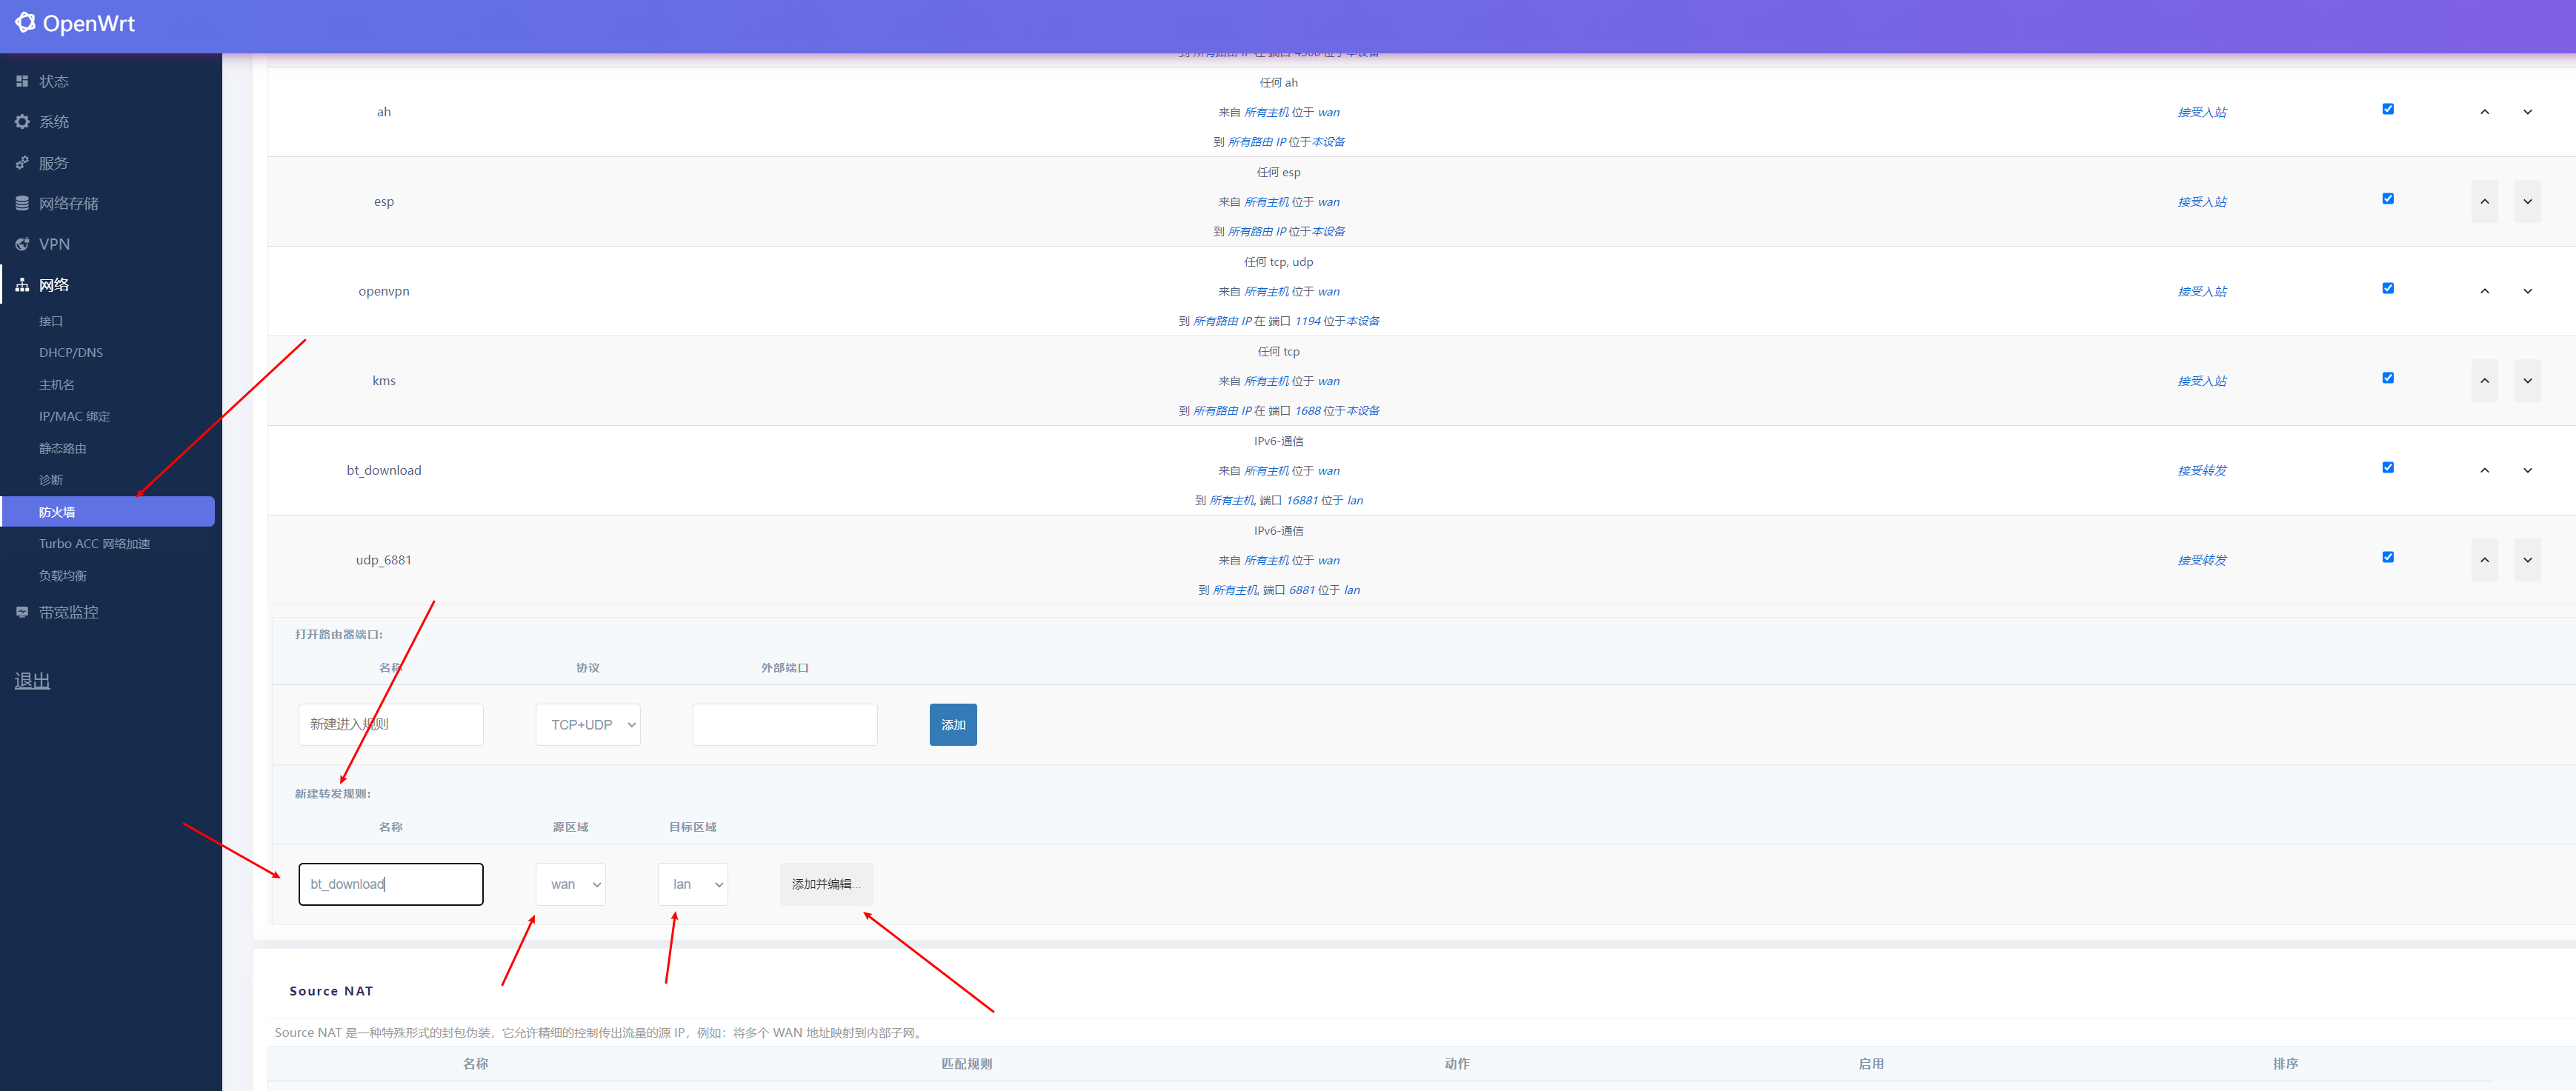 OpenWrt
状态
系统
服务
网络存储
VPN
网络
接口
DHCP/DNS
主机名
IP/MAC 绑定
静态路由
诊断
防火墙
Turbo ACC 网络加速
负载均衡
带宽监控
退出
到 所有路由 IP 在 端口 4500 位于本设备
任何 ah
ah 来自 所有主机 位于 wan 接受入站
到 所有路由 IP 位于本设备
任何 esp
esp 来自 所有主机 位于 wan 接受入站
到 所有路由 IP 位于本设备
任何 tcp, udp
openvpn 来自 所有主机 位于 wan 接受入站
到 所有路由 IP 在 端口 1194 位于本设备
任何 tcp
kms 来自 所有主机 位于 wan 接受入站
到 所有路由 IP 在 端口 1688 位于本设备
IPv6-通信
bt_download 来自 所有主机 位于 wan 接受转发
到 所有主机, 端口 16881 位于 lan
IPv6-通信
udp_6881 来自 所有主机 位于 wan 接受转发
到 所有主机, 端口 6881 位于 lan
打开路由器端口:
名称 协议 外部端口
新建进入规则 TCP+UDP 添加
新建转发规则:
名称 源区域 目标区域
bt_download wan lan 添加并编辑...
Source NAT
Source NAT 是一种特殊形式的封包伪装，它允许精细的控制传出流量的源 IP，例如：将多个 WAN 地址映射到内部子网。
名称 匹配规则 动作 启用 排序